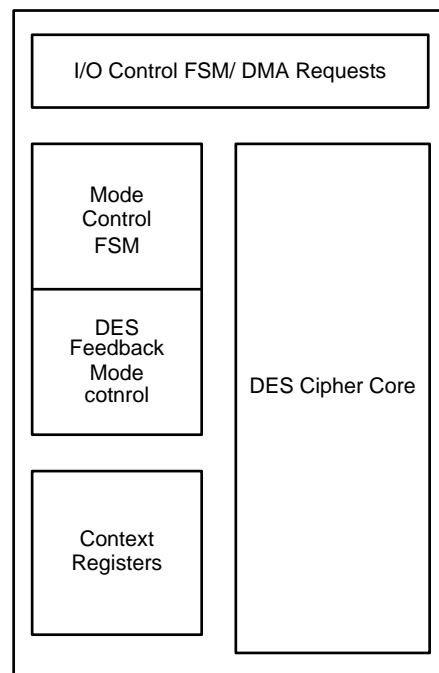 I/O Control FSM/ DMA Requests
Mode
Control
FSM
DES
Feedback
Mode
cotnrol
DES Cipher Core
Context
Registers